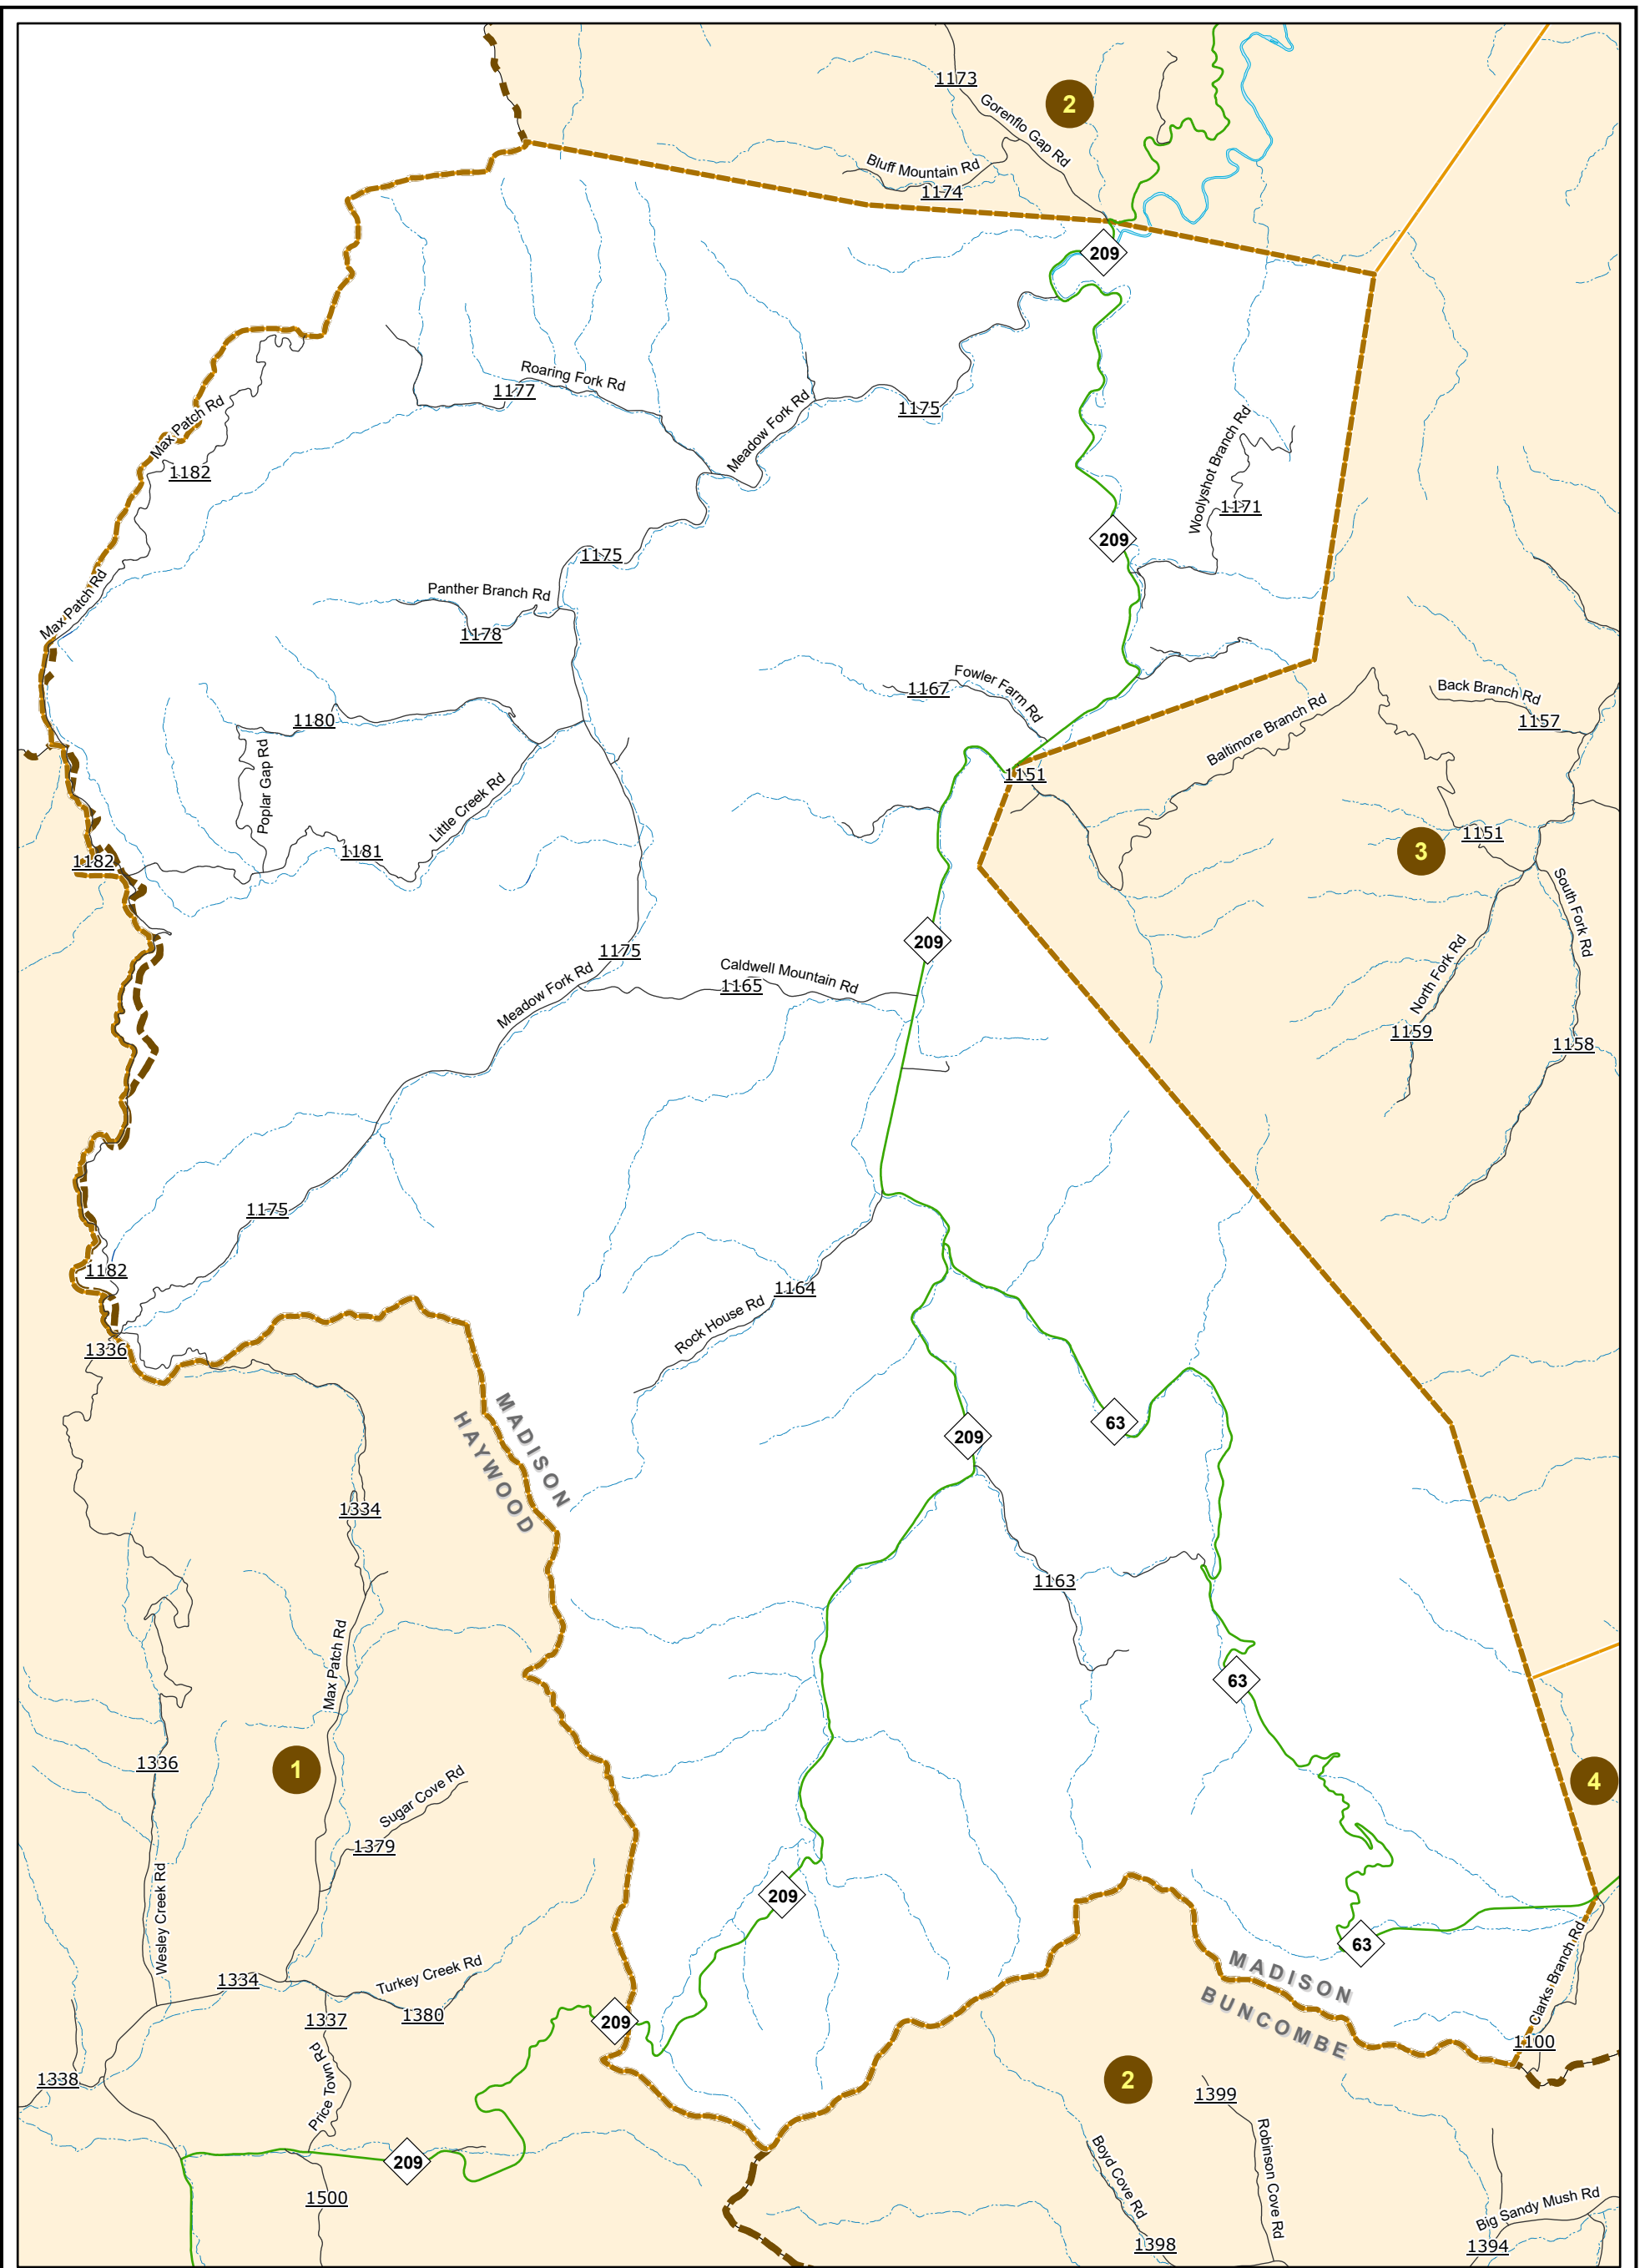 1173
2
Gorenflo Gap Rd
Bluff Mountain Rd
1174
209
Roaring Fork Rd
1177
Meadow Fork Rd
1175
Max Patch Rd
1182
Woolyshot Branch Rd
1171
209
1175
Max Patch Rd
Panther Branch Rd
1178
Fowler Farm Rd
1167
Back Branch Rd
1157
Baltimore Branch Rd
1180
Poplar Gap Rd
Little Creek Rd
1151
1181
1182
1151
3
South Fork Rd
209
North Fork Rd
1175
Caldwell Mountain Rd
1165
Meadow Fork Rd
1159
1158
1175
1182
1164
Rock House Rd
1336
MADISON
HAYWOOD
209
63
1334
1163
Max Patch Rd
63
1336
1
Sugar Cove Rd
1379
4
Wesley Creek Rd
209
63
MADISON
BUNCOMBE
Clarks Branch Rd
1334
Turkey Creek Rd
1380
1337
209
1100
Price Town Rd
1338
2
1399
209
Boyd Cove Rd
Robinson Cove Rd
1500
Big Sandy Mush Rd
1398
1394